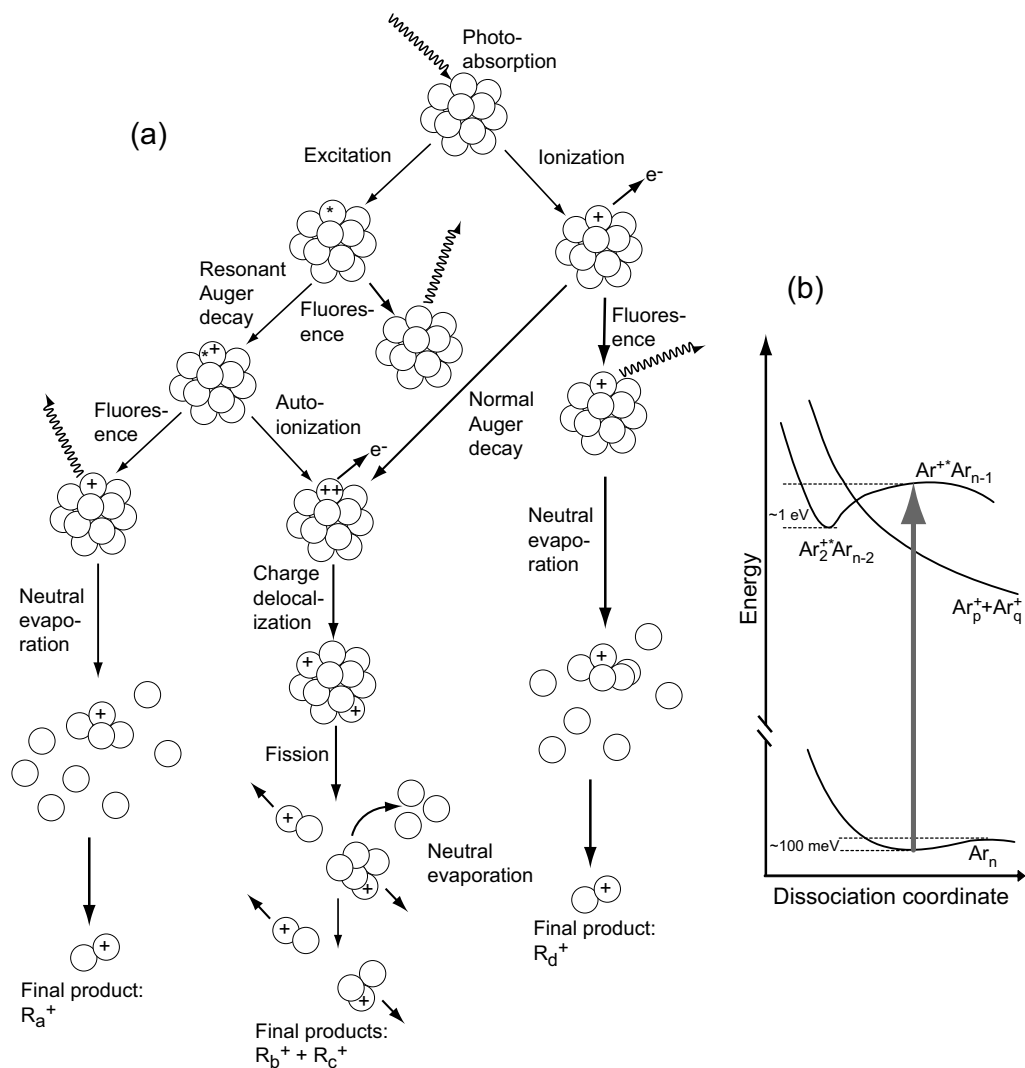 Photo-
absorption
(a)
Excitation
Ionization
e-
*
+
Resonant
Auger
decay
Fluores-
ence
Fluores-
ence
*+
+
Fluores-
ence
Auto-
ionization
e-
Normal
Auger
decay
+
++
Neutral
evapo-
ration
Charge
delocal-
ization
Neutral
evapo-
ration
+
+
+
+
Fission
+
Neutral
evaporation
+
+
+
+
+
Final product:
Ra+
Final products:
Rb+ + Rc+
Final product:
Rd+
(b)
Energy
Ar+*Arn-1
~1 eV
Ar2+*Arn-2
Arp++Arq+
~100 meV
Arn
Dissociation coordinate